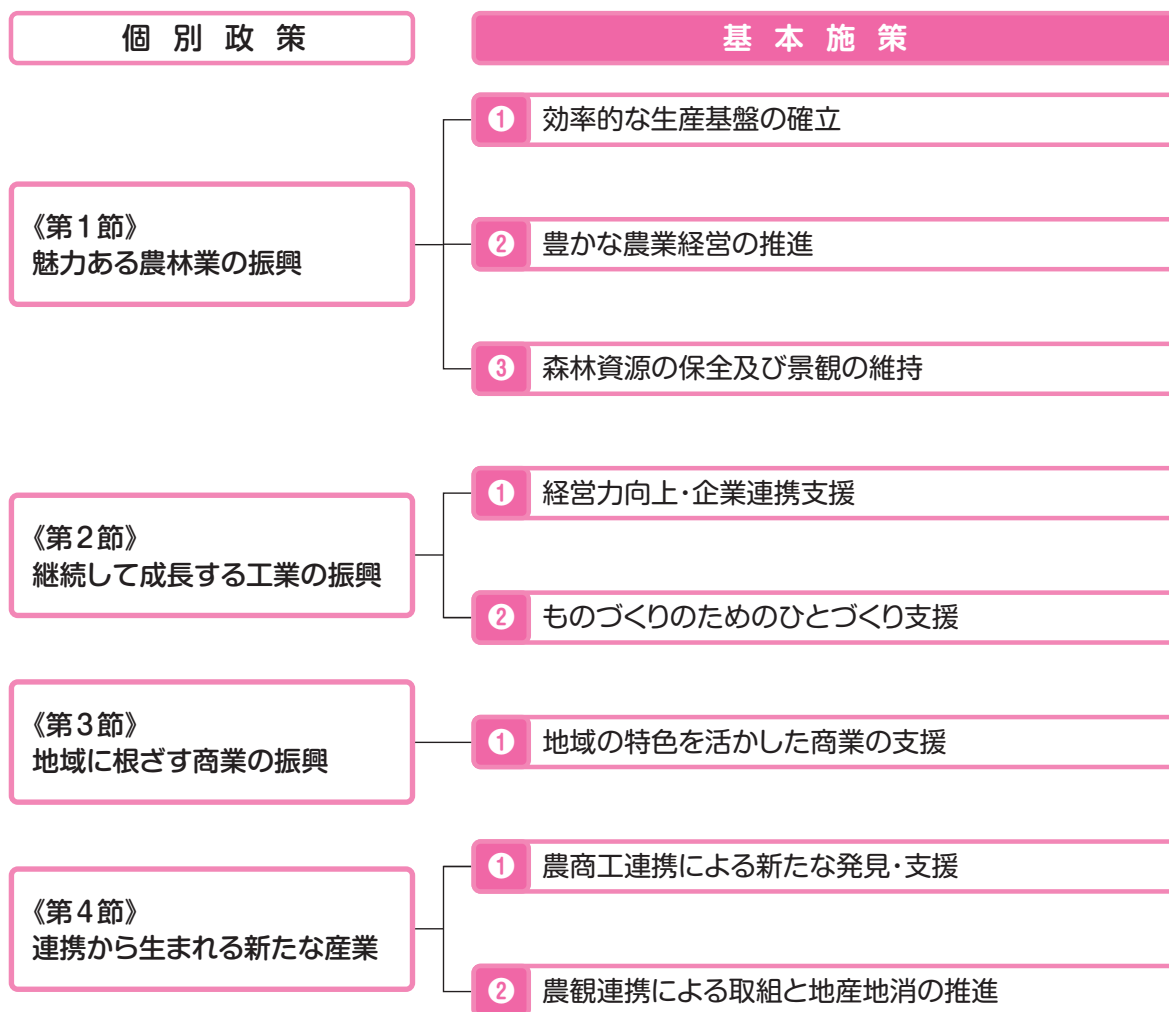 個別政策
基本施策
《第1節》
魅力ある農林業の振興
❶ 効率的な生産基盤の確立
❷ 豊かな農業経営の推進
❸ 森林資源の保全及び景観の維持
《第2節》
継続して成長する工業の振興
❶ 経営力向上・企業連携支援
❷ ものづくりのためのひとづくり支援
《第3節》
地域に根ざす商業の振興
❶ 地域の特色を活かした商業の支援
《第4節》
連携から生まれる新たな産業
❶ 農商工連携による新たな発見・支援
❷ 農観連携による取組と地産地消の推進